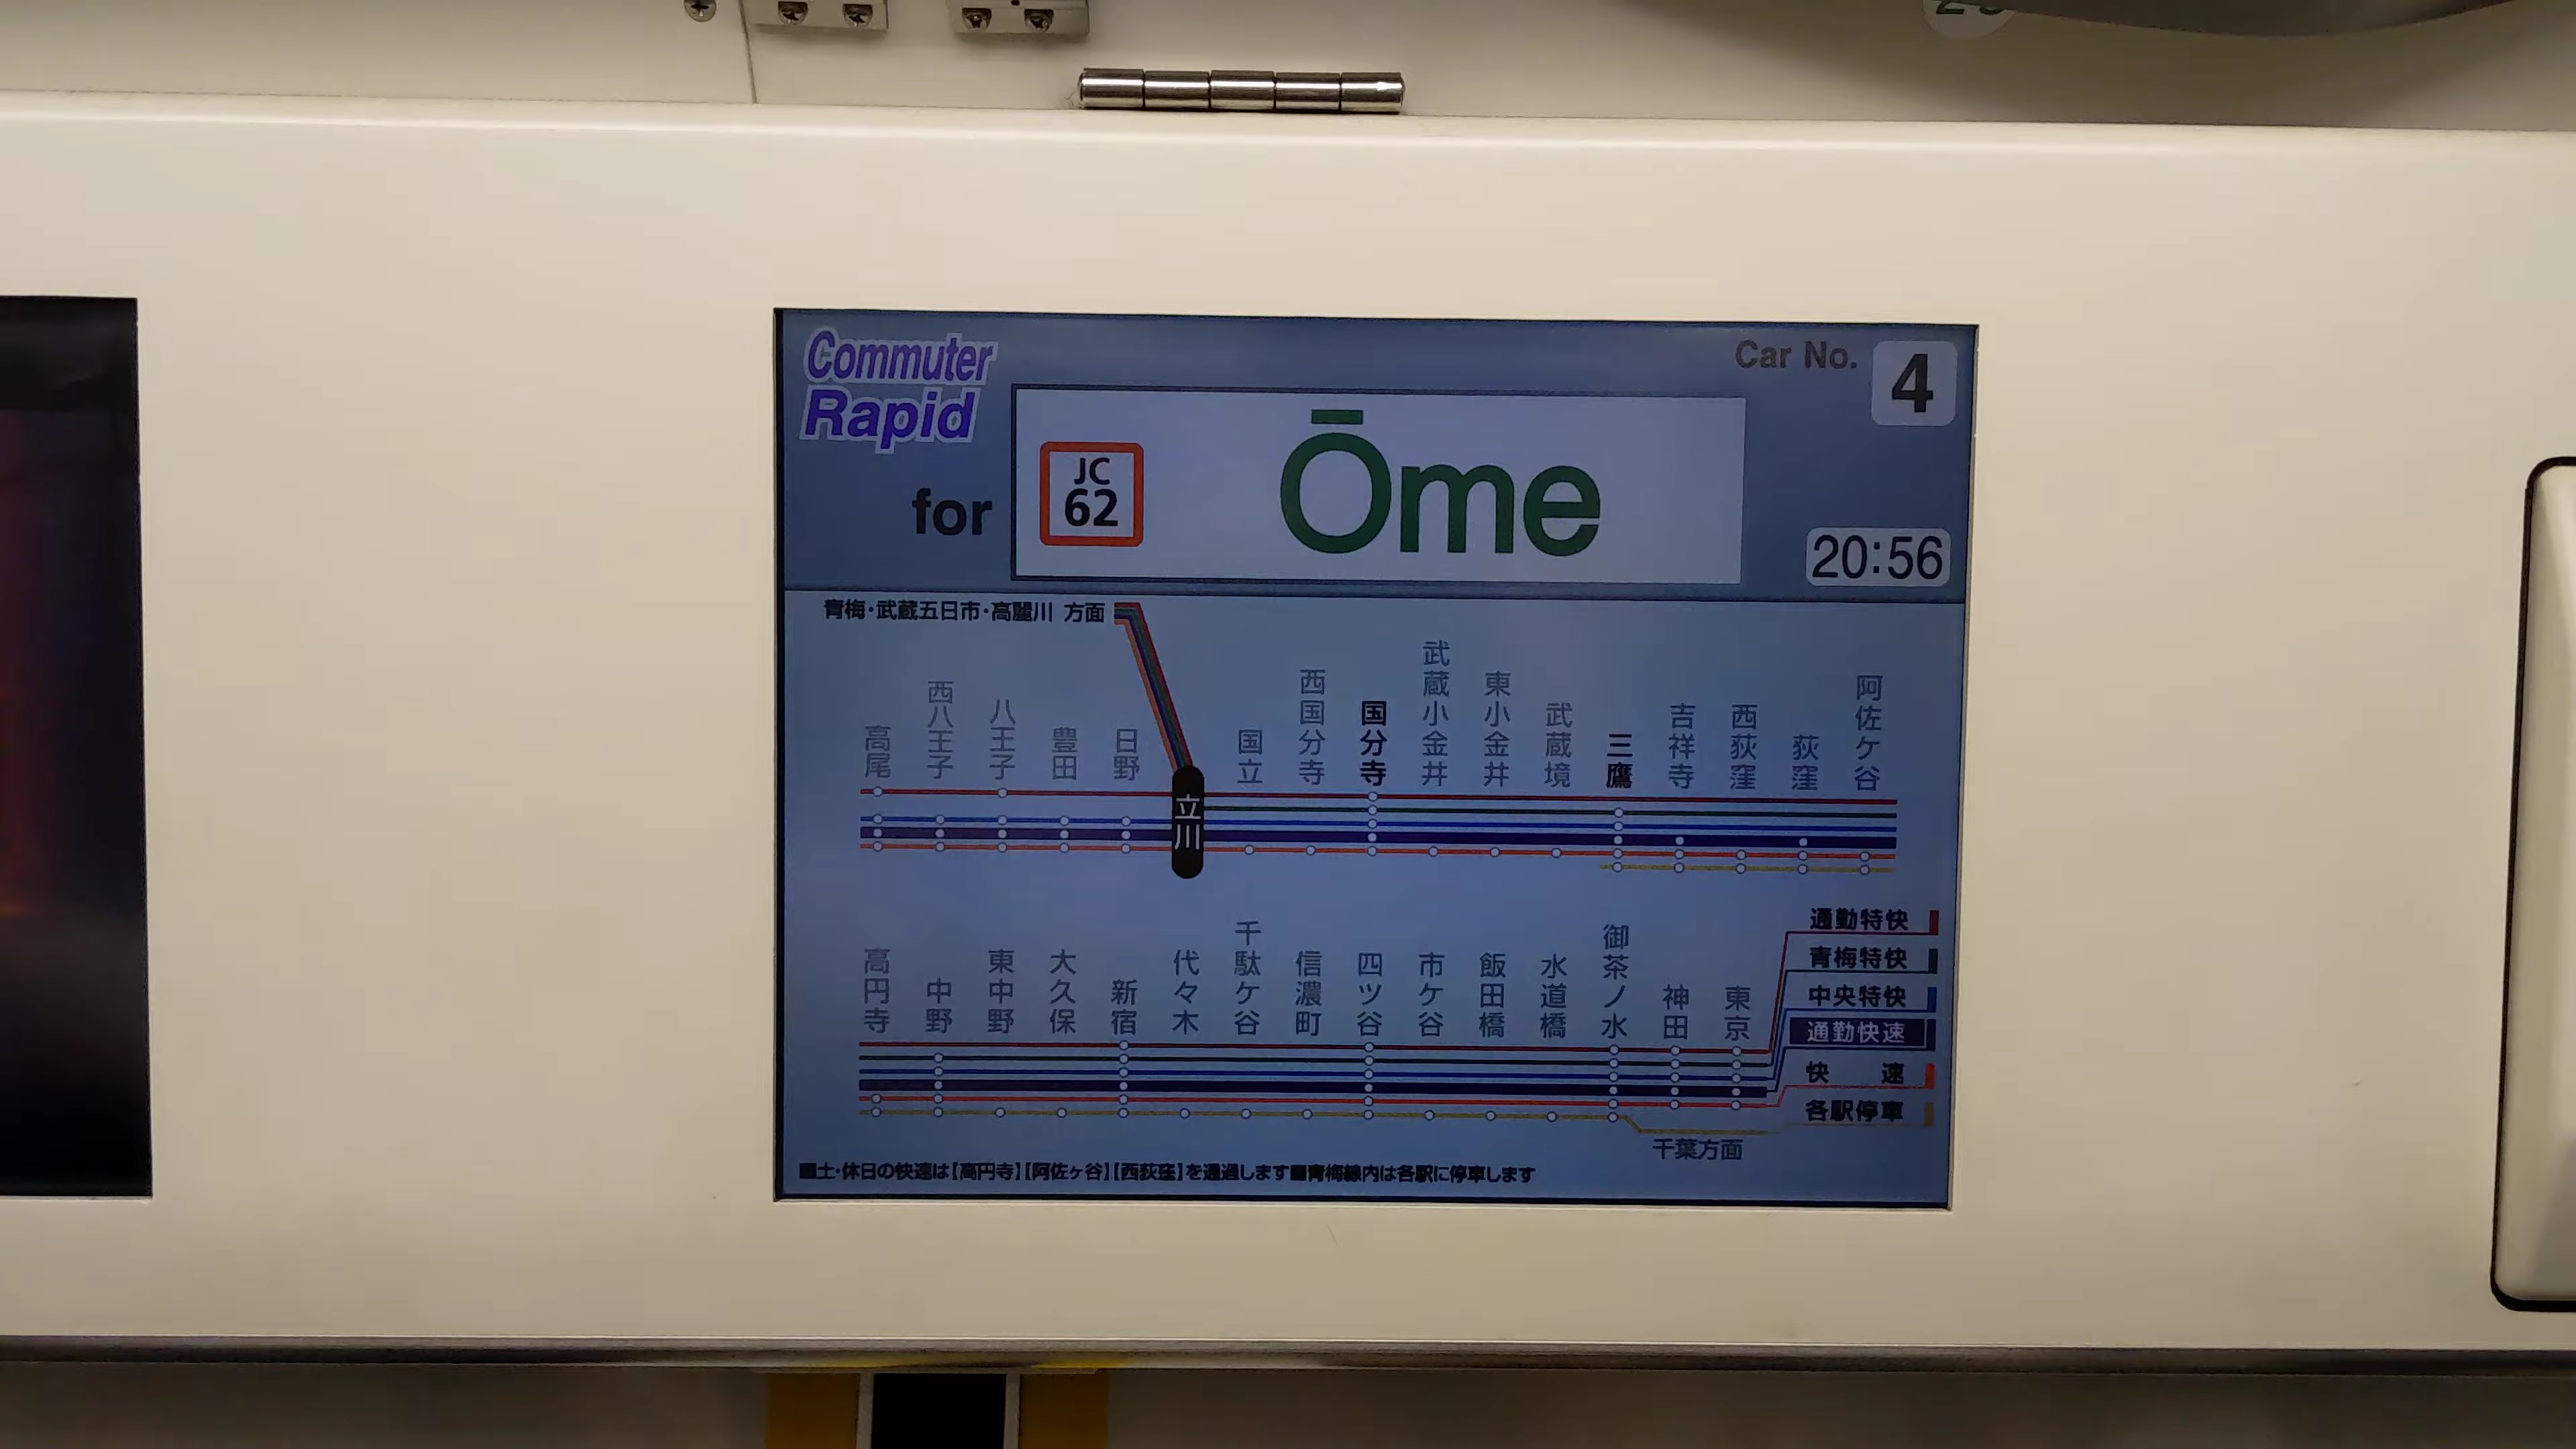 Commuter
Rapid
Car No. 4
for
JC
62
Ōme
20:56
青梅・武蔵五日市・高麗川 方面
高尾
西八王子
八王子
豊田
日野
立川
国立
西国分寺
国分寺
武蔵小金井
東小金井
武蔵境
三鷹
吉祥寺
西荻窪
荻窪
阿佐ケ谷
高円寺
中野
東中野
大久保
新宿
代々木
千駄ケ谷
信濃町
四ツ谷
市ケ谷
飯田橋
水道橋
御茶ノ水
神田
東京
通勤特快
青梅特快
中央特快
通勤快速
快 速
各駅停車
千葉方面
■土・休日の快速は【高円寺】【阿佐ヶ谷】【西荻窪】を通過します■青梅線内は各駅に停車します